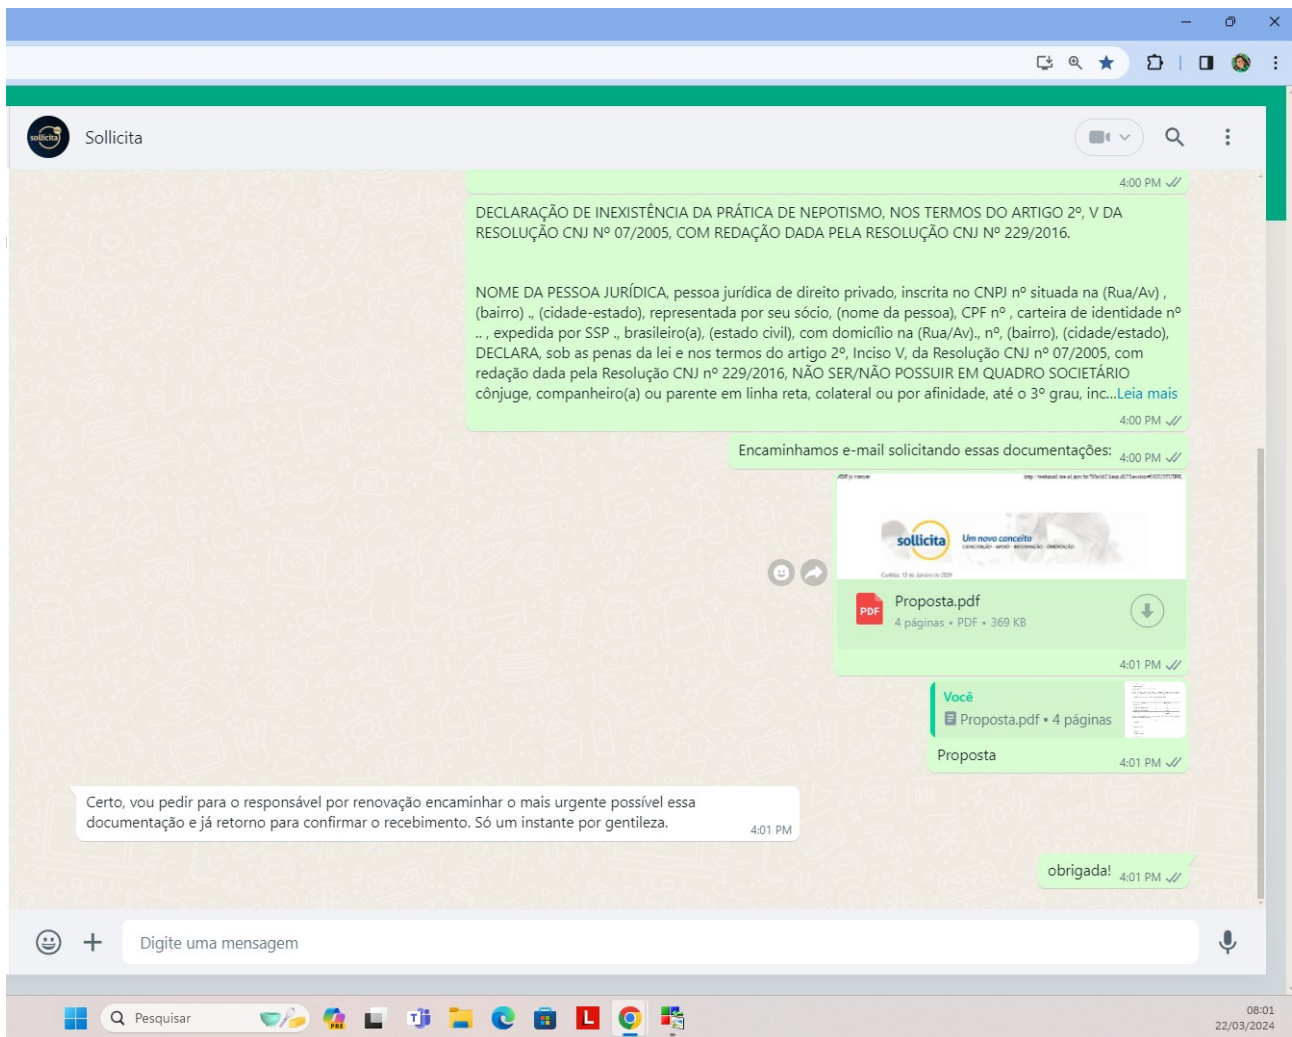 Sollicita
sollicita
4:00 PM
DECLARAÇÃO DE INEXISTÊNCIA DA PRÁTICA DE NEPOTISMO, NOS TERMOS DO ARTIGO 2º, V DA
RESOLUÇÃO CNJ Nº 07/2005, COM REDAÇÃO DADA PELA RESOLUÇÃO CNJ Nº 229/2016.
NOME DA PESSOA JURÍDICA, pessoa jurídica de direito privado, inscrita no CNPJ nº situada na (Rua/Av) ,
(bairro) ., (cidade-estado), representada por seu sócio, (nome da pessoa), CPF nº , carteira de identidade nº
.. , expedida por SSP ., brasileiro(a), (estado civil), com domicílio na (Rua/Av)., nº, (bairro), (cidade/estado),
DECLARA, sob as penas da lei e nos termos do artigo 2º, Inciso V, da Resolução CNJ nº 07/2005, com
redação dada pela Resolução CNJ nº 229/2016, NÃO SER/NÃO POSSUIR EM QUADRO SOCIETÁRIO
cônjuge, companheiro(a) ou parente em linha reta, colateral ou por afinidade, até o 3º grau, inc...Leia mais
4:00 PM
Encaminhamos e-mail solicitando essas documentações: 4:00 PM
sollicita Um novo conceito
CAPACITAÇÃO - APOIO - INFORMAÇÃO - ORIENTAÇÃO
PDF
Proposta.pdf
4 páginas • PDF • 369 KB
4:01 PM
Você
Proposta.pdf • 4 páginas
Proposta
4:01 PM
Certo, vou pedir para o responsável por renovação encaminhar o mais urgente possível essa
documentação e já retorno para confirmar o recebimento. Só um instante por gentileza.
4:01 PM
obrigada! 4:01 PM
Digite uma mensagem
Pesquisar
PRE
L
08:01
22/03/2024